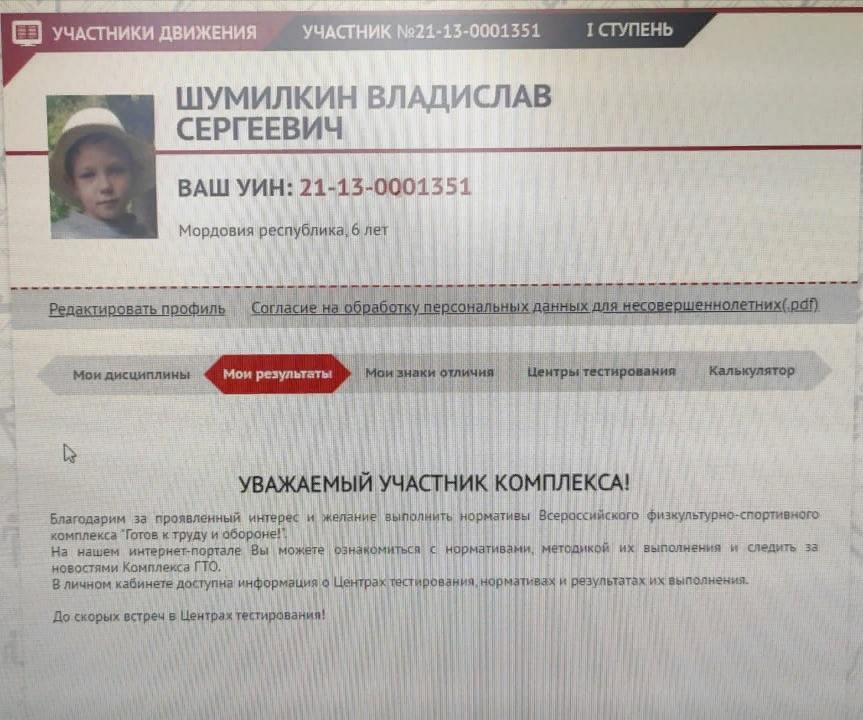 УЧАСТНИКИ ДВИЖЕНИЯ УЧАСТНИК №21-13-0001351 I СТУПЕНЬ
ШУМИЛКИН ВЛАДИСЛАВ
СЕРГЕЕВИЧ
ВАШ УИН: 21-13-0001351
Мордовия республика, 6 лет
Редактировать профиль Согласие на обработку персональных данных для несовершеннолетних(.pdf)
Мои дисциплины Мои результаты Мои знаки отличия Центры тестирования Калькулятор
УВАЖАЕМЫЙ УЧАСТНИК КОМПЛЕКСА!
Благодарим за проявленный интерес и желание выполнить нормативы Всероссийского физкультурно-спортивного
комплекса "Готов к труду и обороне!".
На нашем интернет-портале Вы можете ознакомиться с нормативами, методикой их выполнения и следить за
новостями Комплекса ГТО.
В личном кабинете доступна информация о Центрах тестирования, нормативах и результатах их выполнения.
До скорых встреч в Центрах тестирования!